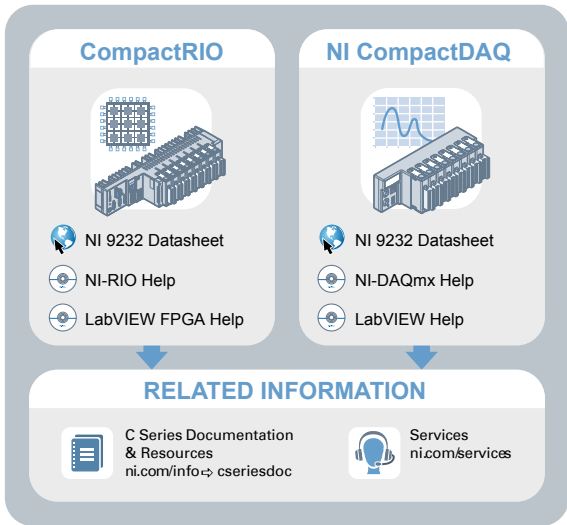 CompactRIO
NI 9232 Datasheet
NI-RIO Help
LabVIEW FPGA Help
NI CompactDAQ
NI 9232 Datasheet
NI-DAQmx Help
LabVIEW Help
RELATED INFORMATION
C Series Documentation
& Resources
ni.com/info⇨ cseriesdoc
Services
ni.com/services